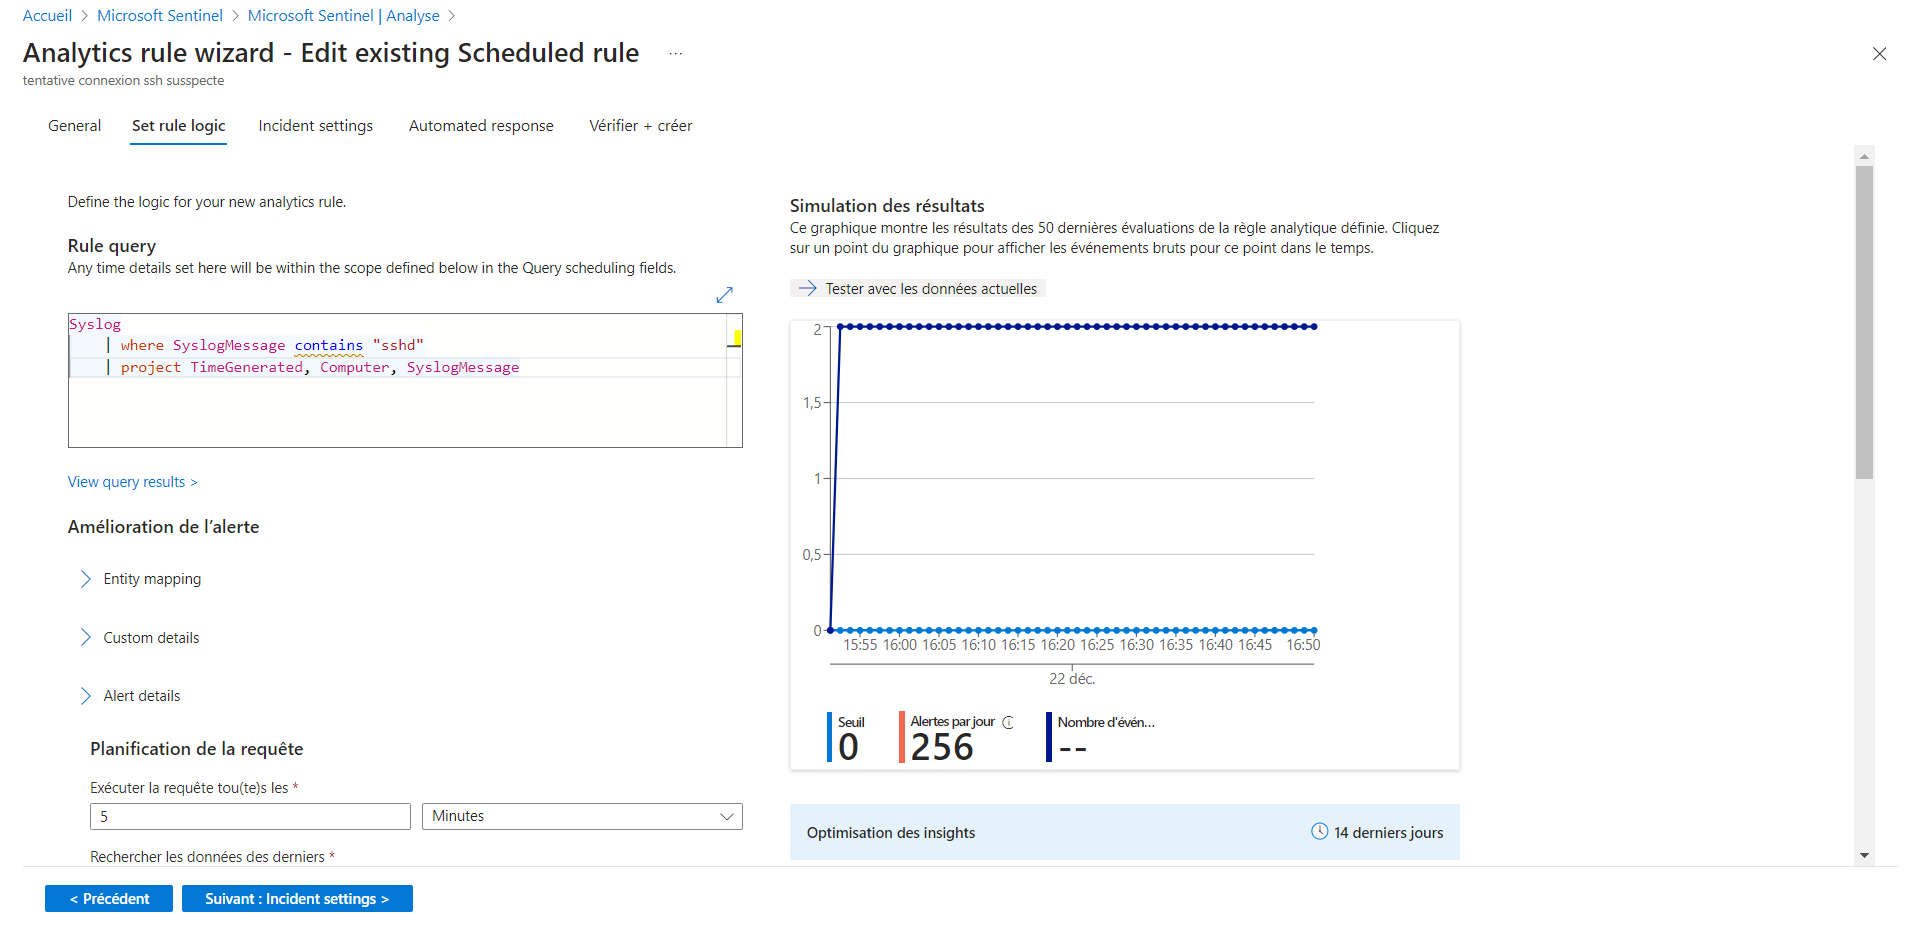 Accueil > Microsoft Sentinel > Microsoft Sentinel | Analyse >
Analytics rule wizard - Edit existing Scheduled rule ...
tentative connexion ssh susspecte
General Set rule logic Incident settings Automated response Vérifier + créer
Define the logic for your new analytics rule.
Rule query
Any time details set here will be within the scope defined below in the Query scheduling fields.
Syslog
| where SyslogMessage contains "sshd"
| project TimeGenerated, Computer, SyslogMessage
View query results >
Amélioration de l'alerte
Entity mapping
Custom details
Alert details
Planification de la requête
Exécuter la requête tou(te)s les *
5 Minutes
Rechercher les données des derniers *
Simulation des résultats
Ce graphique montre les résultats des 50 dernières évaluations de la règle analytique définie. Cliquez
sur un point du graphique pour afficher les événements bruts pour ce point dans le temps.
Tester avec les données actuelles
2
1,5
1
0,5
0
15:55 16:00 16:05 16:10 16:15 16:20 16:25 16:30 16:35 16:40 16:45 16:50
22 déc.
Seuil Alertes par jour Nombre d'évén...
0 256 --
Optimisation des insights 14 derniers jours
< Précédent Suivant : Incident settings >